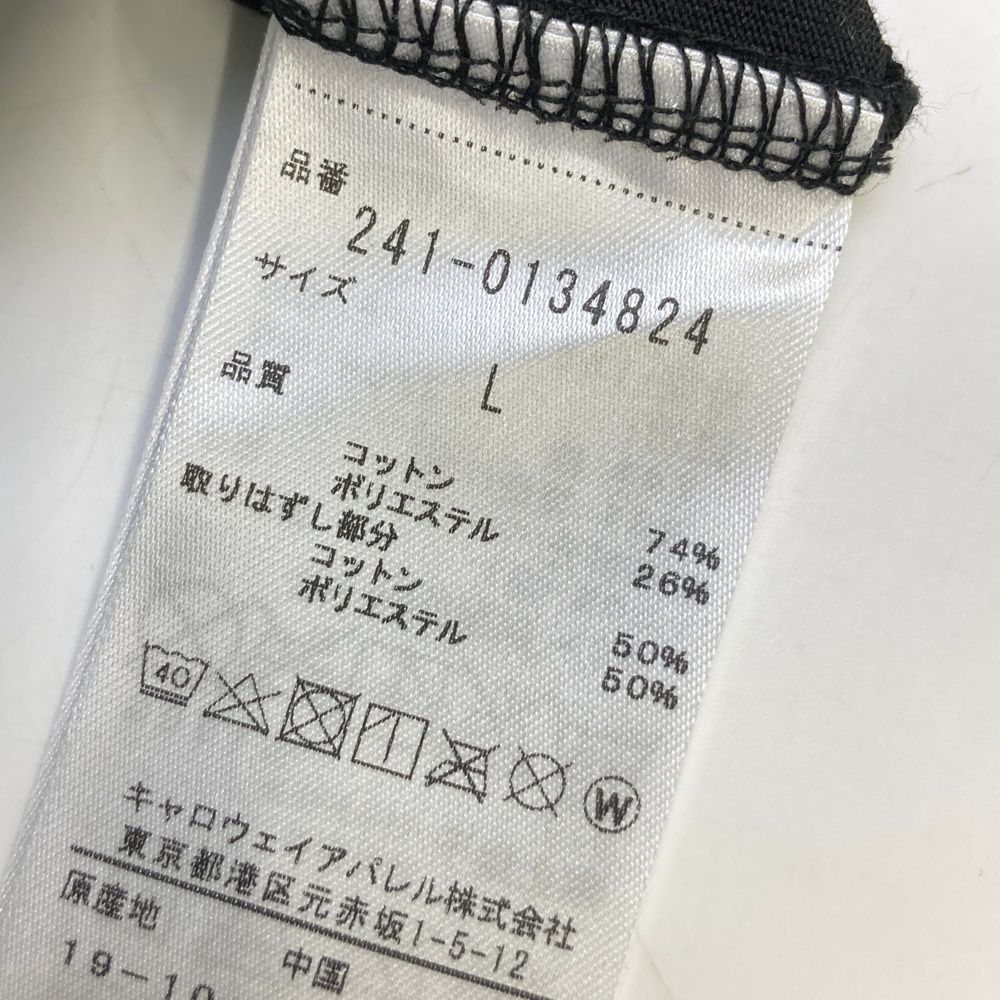 品番
241-0134824
サイズ
L
品質
コットン 74%
ポリエステル 26%
取りはずし部分
コットン 50%
ポリエステル 50%
40
W
キャロウェイアパレル株式会社
東京都港区元赤坂1-5-12
原産地
中国
19-10